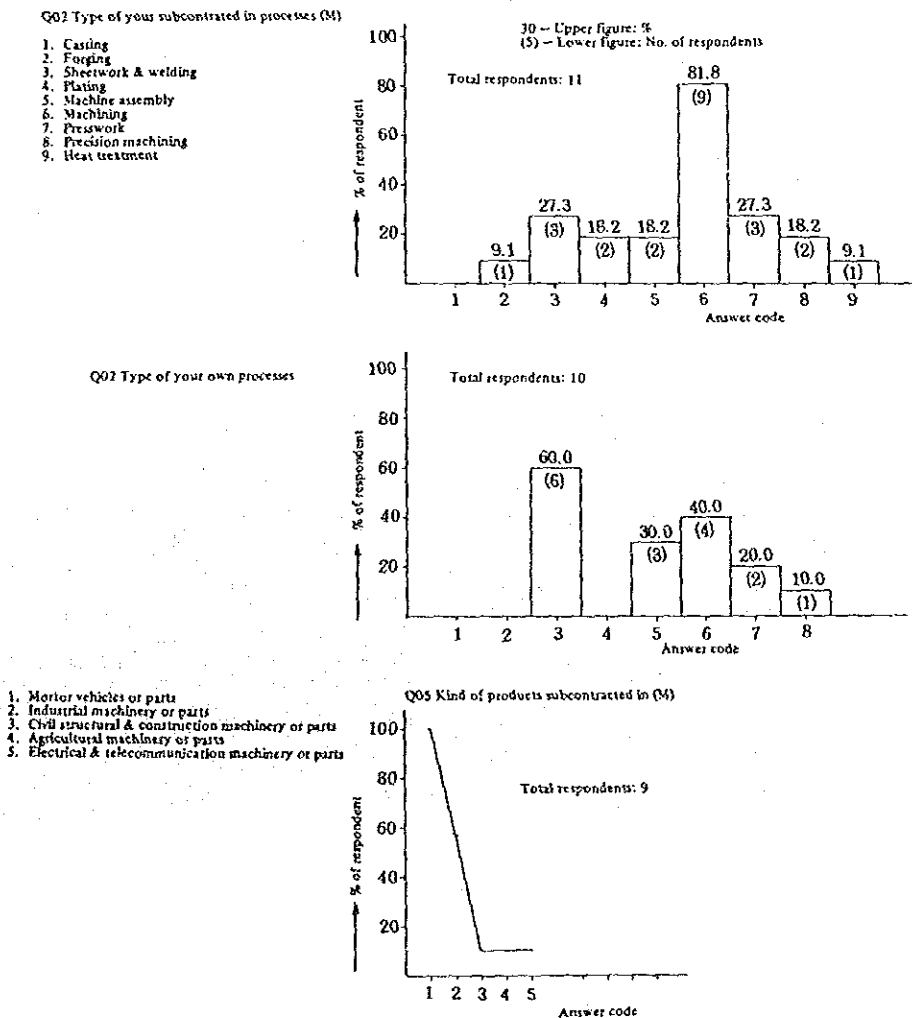 Q02 Type of yous subcontrated in processes (M)
1. Casting
2. Forging
3. Sheetwork & welding
4. Plating
5. Machine assembly
6. Machining
7. Presswork
8. Precision machining
9. Heat treatment
30 – Upper figure: %
(5) – Lower figure: No. of respondents
Total respondents: 11
% of respondent
100
80
60
40
20
9.1
(1)
27.3
(3)
18.2
(2)
18.2
(2)
81.8
(9)
27.3
(3)
18.2
(2)
9.1
(1)
1 2 3 4 5 6 7 8 9
Answer code
Q02 Type of your own processes
Total respondents: 10
% of respondent
100
80
60
40
20
60.0
(6)
30.0
(3)
40.0
(4)
20.0
(2)
10.0
(1)
1 2 3 4 5 6 7 8
Answer code
1. Mortor vehicles or parts
2. Industrial machinery or parts
3. Civil structural & construction machinery or parts
4. Agricultural machinery or parts
5. Electrical & telecommunication machinery or parts
Q05 Kind of products subcontracted in (M)
Total respondents: 9
% of respondent
100
80
60
40
20
1 2 3 4 5
Answer code